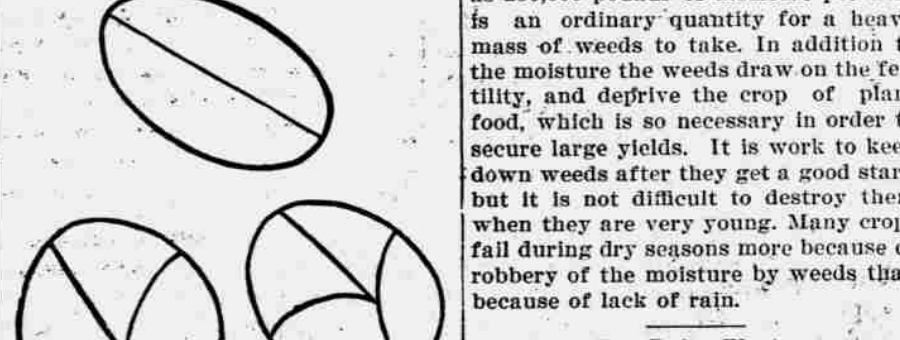 is an ordinary quantity for a heav
mass of weeds to take. In addition t
the moisture the weeds draw on the fe
tility, and deprive the crop of plan
food, which is so necessary in order t
secure large yields. It is work to kee
down weeds after they get a good star
but it is not difficult to destroy the
when they are very young. Many crop
fail during dry seasons more because o
robbery of the moisture by weeds tha
because of lack of rain.